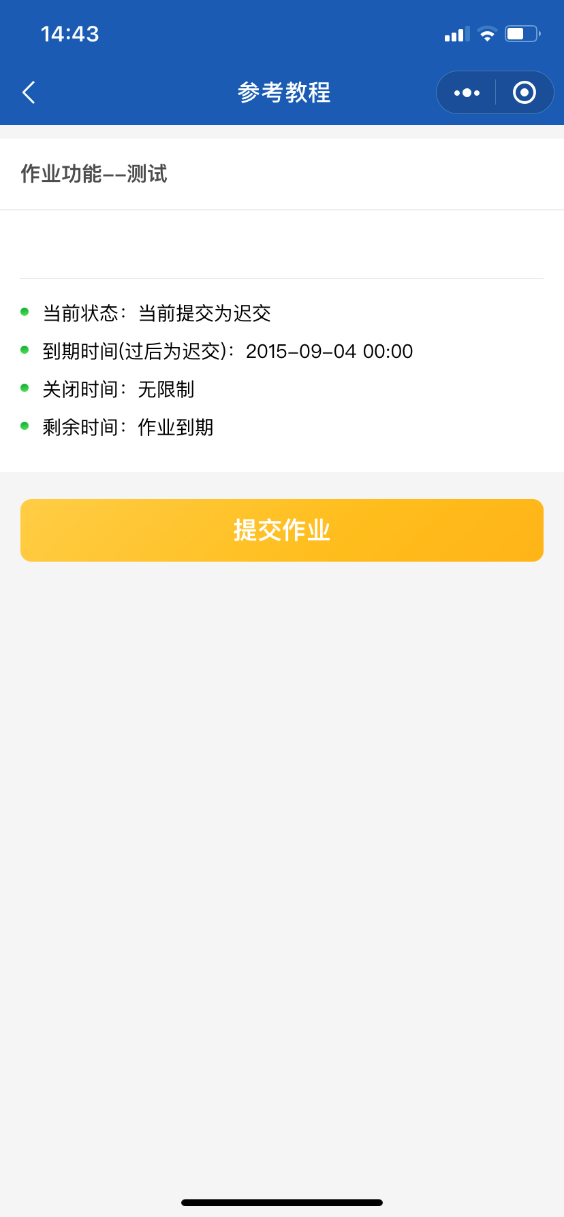 14:43
参考教程
作业功能--测试
当前状态：当前提交为迟交
到期时间(过后为迟交)：2015-09-04 00:00
关闭时间：无限制
剩余时间：作业到期
提交作业